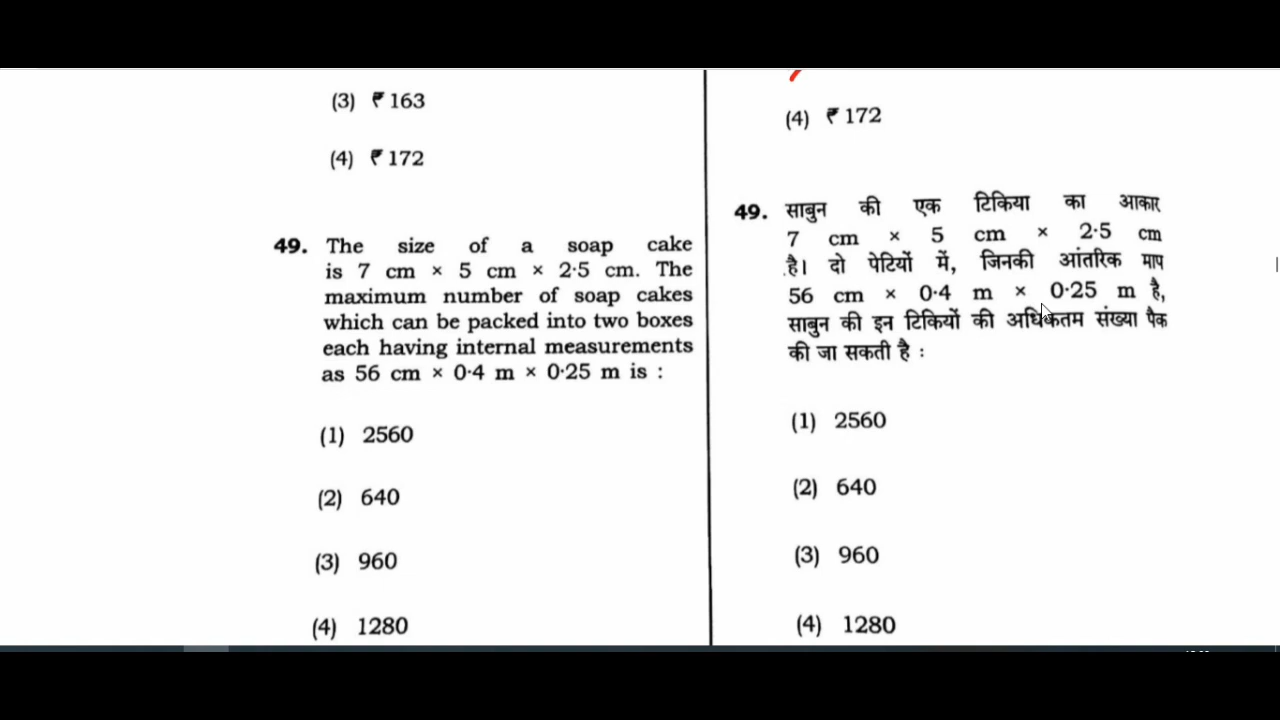 (3) ₹ 163
(4) ₹ 172
49. The size of a soap cake
is 7 cm × 5 cm × 2·5 cm. The
maximum number of soap cakes
which can be packed into two boxes
each having internal measurements
as 56 cm × 0·4 m × 0·25 m is :
(1) 2560
(2) 640
(3) 960
(4) 1280
(4) ₹ 172
49. साबुन की एक टिकिया का आकार
7 cm × 5 cm × 2·5 cm
है। दो पेटियों में, जिनकी आंतरिक माप
56 cm × 0·4 m × 0·25 m है,
साबुन की इन टिकियों की अधिकतम संख्या पैक
की जा सकती है :
(1) 2560
(2) 640
(3) 960
(4) 1280